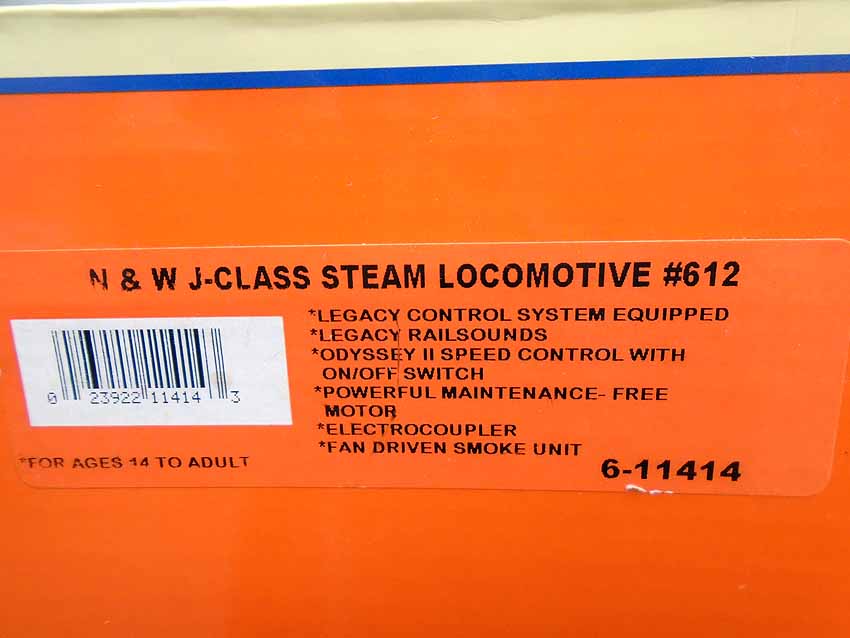 N & W J-CLASS STEAM LOCOMOTIVE #612
*LEGACY CONTROL SYSTEM EQUIPPED
*LEGACY RAILSOUNDS
*ODYSSEY II SPEED CONTROL WITH
ON/OFF SWITCH
*POWERFUL MAINTENANCE- FREE
MOTOR
*ELECTROCOUPLER
*FAN DRIVEN SMOKE UNIT
0 23922 11414 3
*FOR AGES 14 TO ADULT
6-11414